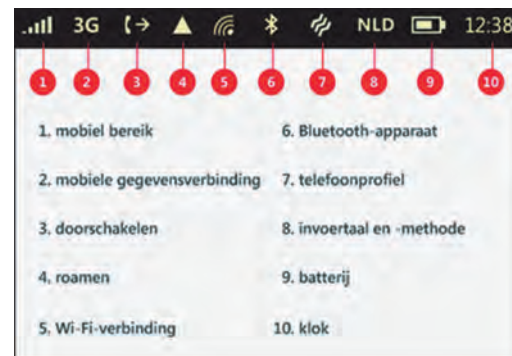 3G NLD 12:38
1 2 3 4 5 6 7 8 9 10
1. mobiel bereik
2. mobiele gegevensverbinding
3. doorschakelen
4. roamen
5. Wi-Fi-verbinding
6. Bluetooth-apparaat
7. telefoonprofiel
8. invoertaal en -methode
9. batterij
10. klok